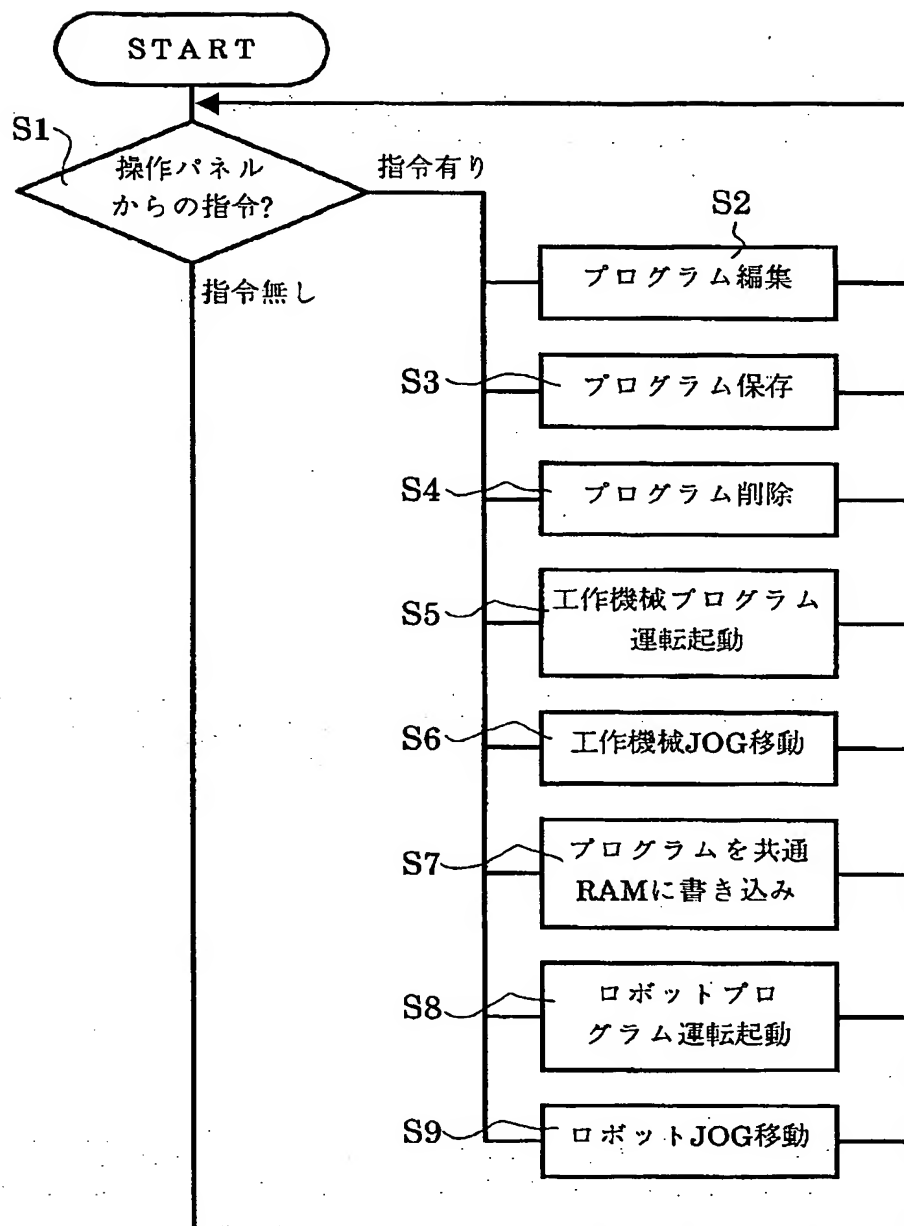 START
S1
操作パネル
からの指令?
指令有り
指令無し
S2
プログラム編集
S3
プログラム保存
S4
プログラム削除
S5
工作機械プログラム
運転起動
S6
工作機械JOG移動
S7
プログラムを共通
RAMに書き込み
S8
ロボットプロ
グラム運転起動
S9
ロボットJOG移動